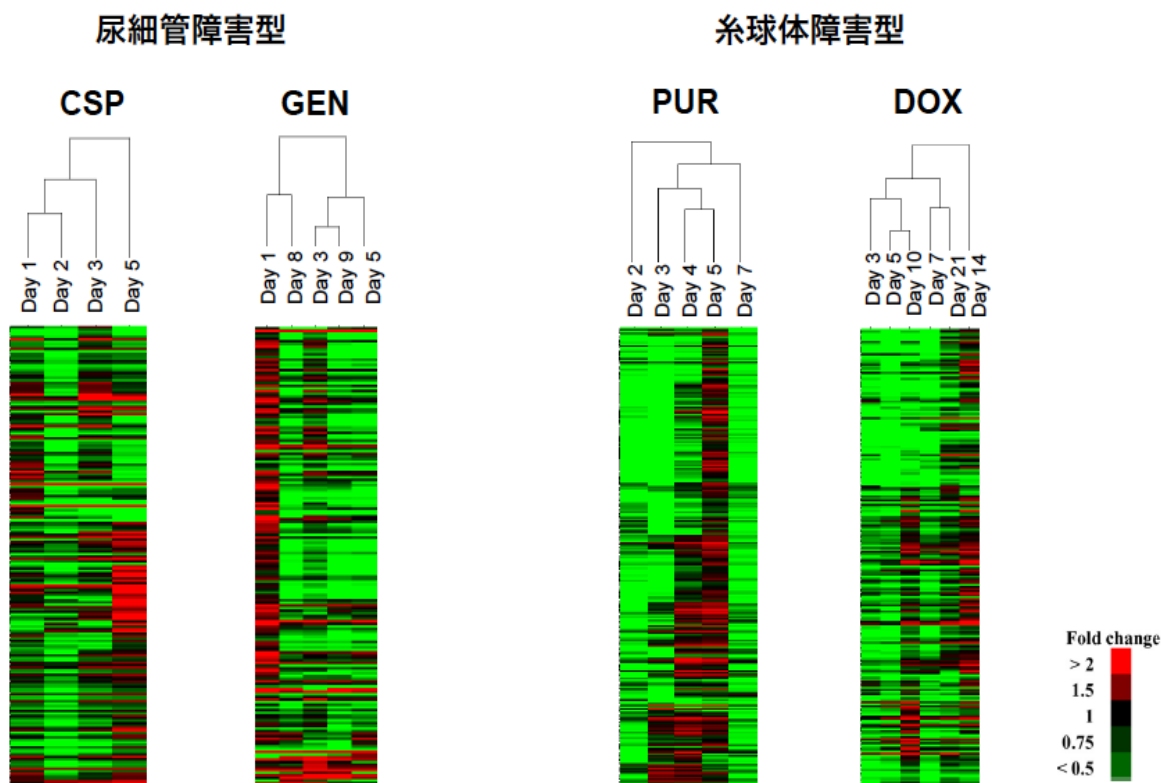 尿細管障害型
糸球体障害型
CSP
GEN
PUR
DOX
Day 1
Day 2
Day 3
Day 5
Day 1
Day 8
Day 3
Day 9
Day 5
Day 2
Day 3
Day 4
Day 5
Day 7
Day 3
Day 5
Day 10
Day 7
Day 21
Day 14
Fold change
> 2
1.5
1
0.75
< 0.5